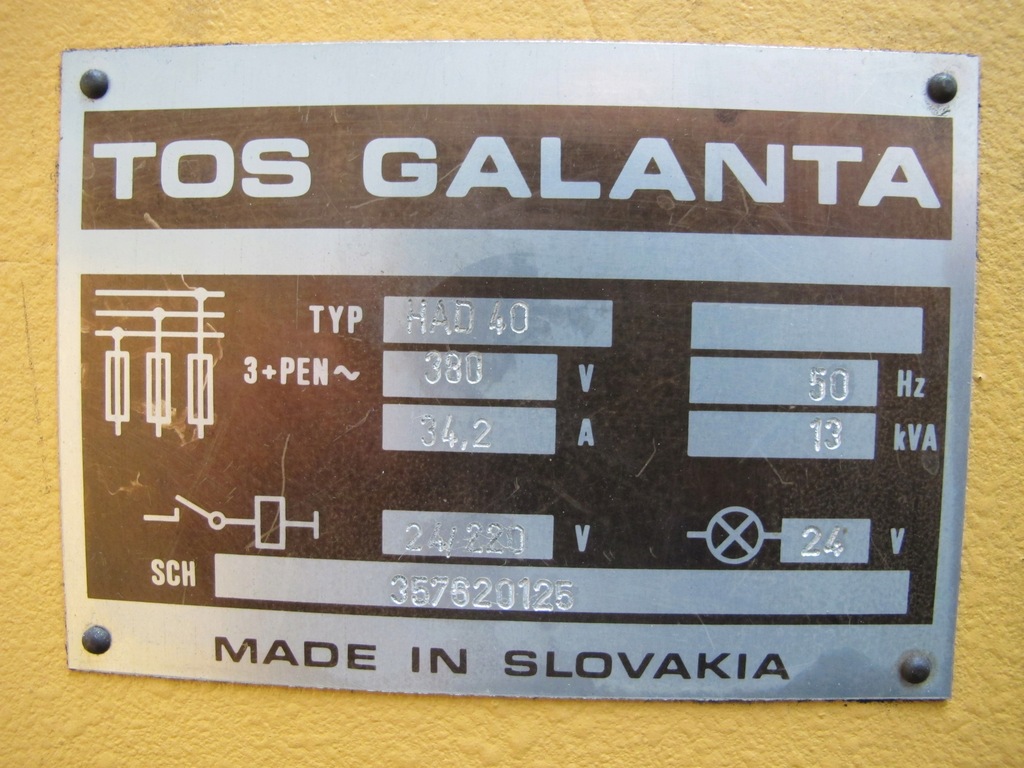 TOS GALANTA
TYP HAD 40
3+PEN~ 380 V 50 Hz
34,2 A 13 kVA
24/220 V 24 V
SCH 357620125
MADE IN SLOVAKIA